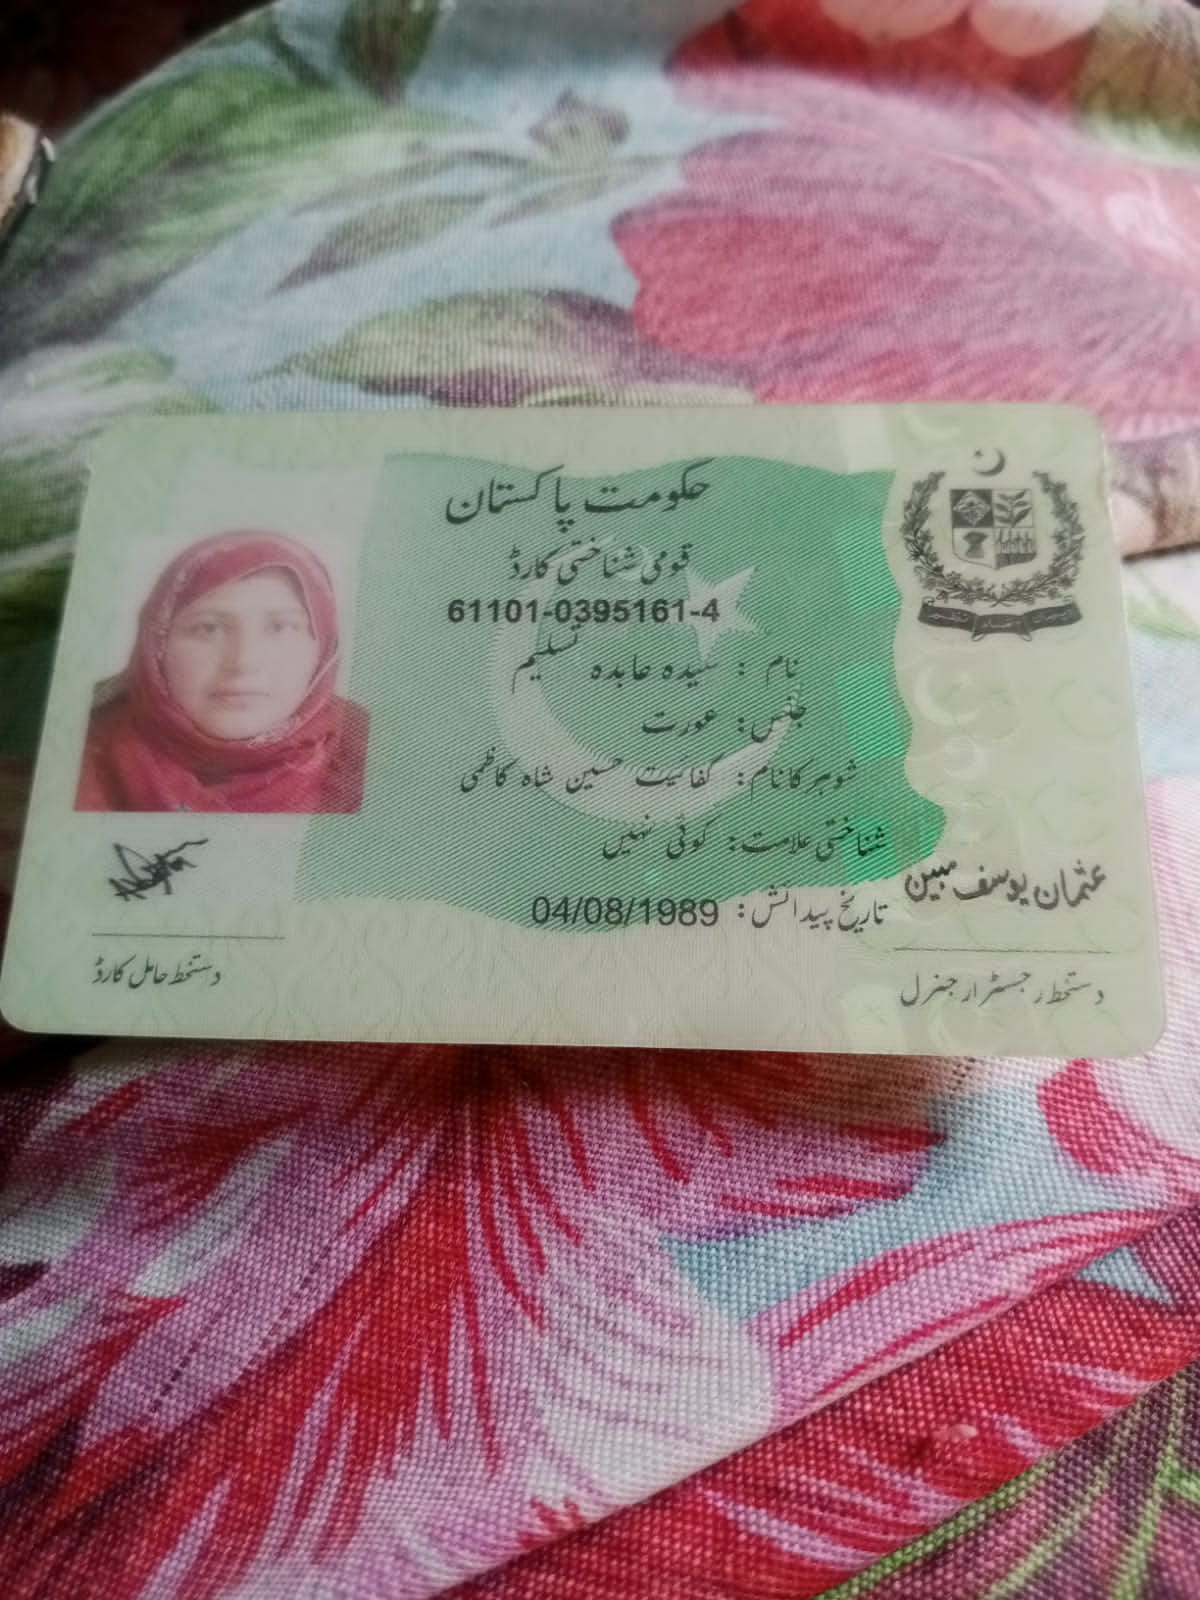 حکومت پاکستان
قومی شناختی کارڈ
61101-0395161-4
نام : سیدہ عابدہ تسلیم
جنس: عورت
شوہر کا نام: کفائیت حسین شاہ کاظمی
شناختی علامت: کوئی نہیں
تاریخ پیدائش: 04/08/1989
عثمان یوسف مبین
دستخط رجسٹرار جنرل
دستخط حامل کارڈ